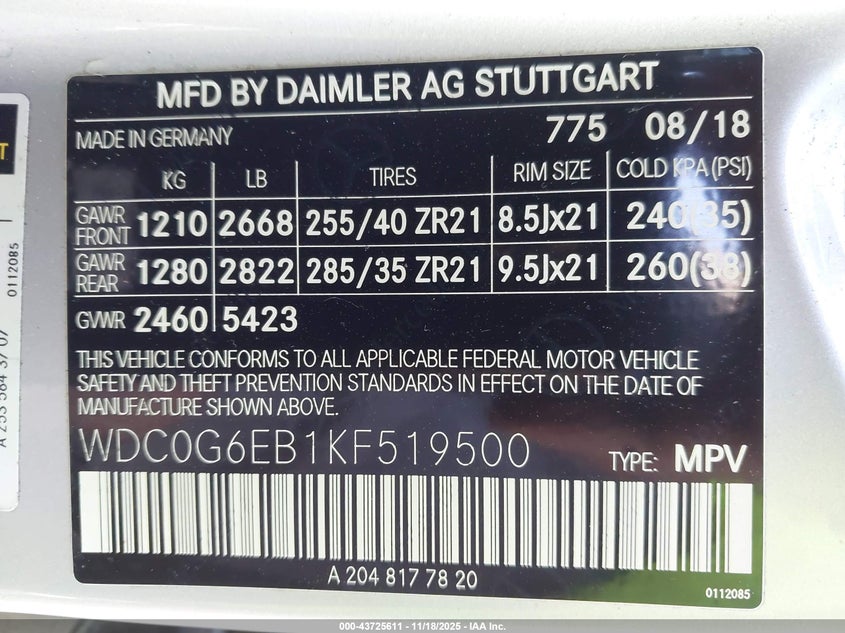 MFD BY DAIMLER AG STUTTGART
MADE IN GERMANY 775 08/18
KG LB TIRES RIM SIZE COLD KPA (PSI)
GAWR FRONT 1210 2668 255/40 ZR21 8.5Jx21 240(35)
GAWR REAR 1280 2822 285/35 ZR21 9.5Jx21 260(38)
GVWR 2460 5423
THIS VEHICLE CONFORMS TO ALL APPLICABLE FEDERAL MOTOR VEHICLE
SAFETY AND THEFT PREVENTION STANDARDS IN EFFECT ON THE DATE OF
MANUFACTURE SHOWN ABOVE.
WDC0G6EB1KF519500
TYPE: MPV
A 204 817 78 20
0112085
0112085
000-43725611 - 11/18/2025 - IAA Inc.